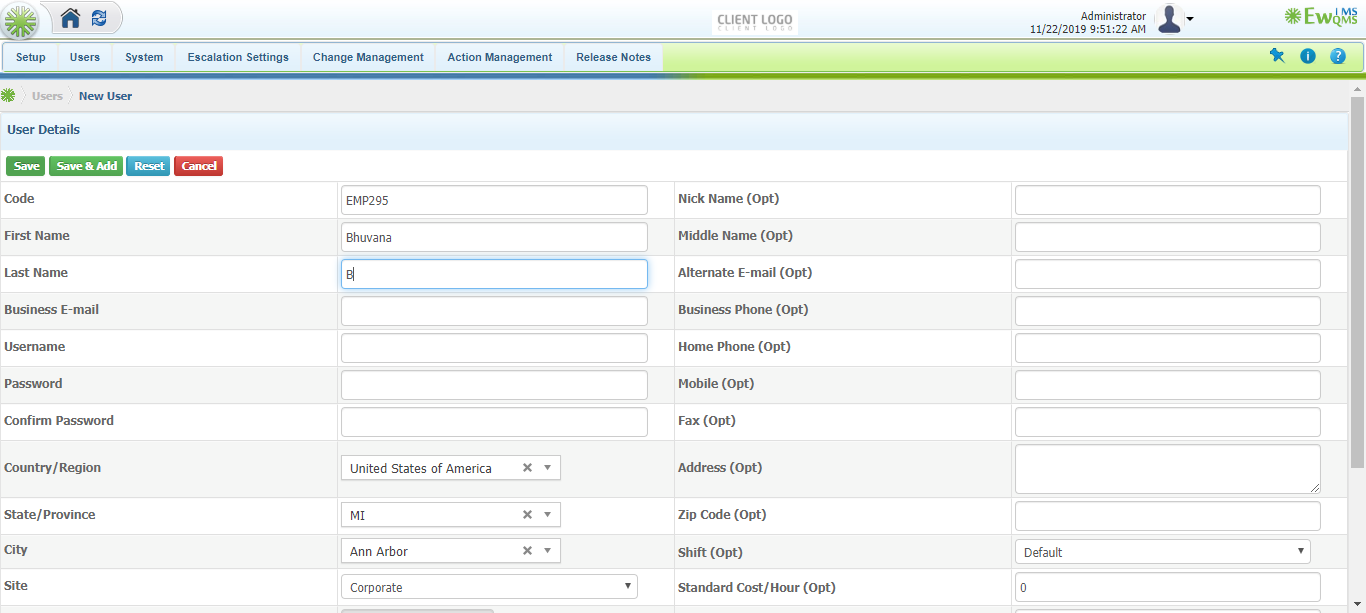 CLIENT LOGO
CLIENT LOGO
Administrator
11/22/2019 9:51:22 AM
EwQMS iMS
Setup Users System Escalation Settings Change Management Action Management Release Notes
Users New User
User Details
Save Save & Add Reset Cancel
Code EMP295 Nick Name (Opt)
First Name Bhuvana Middle Name (Opt)
Last Name B Alternate E-mail (Opt)
Business E-mail Business Phone (Opt)
Username Home Phone (Opt)
Password Mobile (Opt)
Confirm Password Fax (Opt)
Country/Region United States of America Address (Opt)
State/Province MI Zip Code (Opt)
City Ann Arbor Shift (Opt) Default
Site Corporate Standard Cost/Hour (Opt) 0